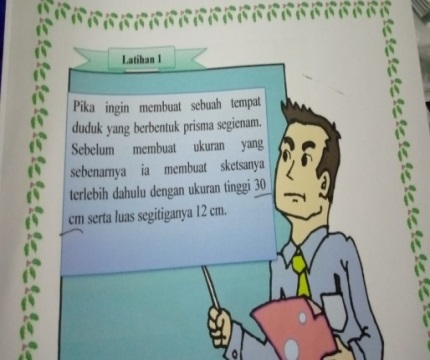 Latihan 1
Pika ingin membuat sebuah tempat
duduk yang berbentuk prisma segienam.
Sebelum membuat ukuran yang
sebenarnya ia membuat sketsanya
terlebih dahulu dengan ukuran tinggi 30
cm serta luas segitiganya 12 cm.